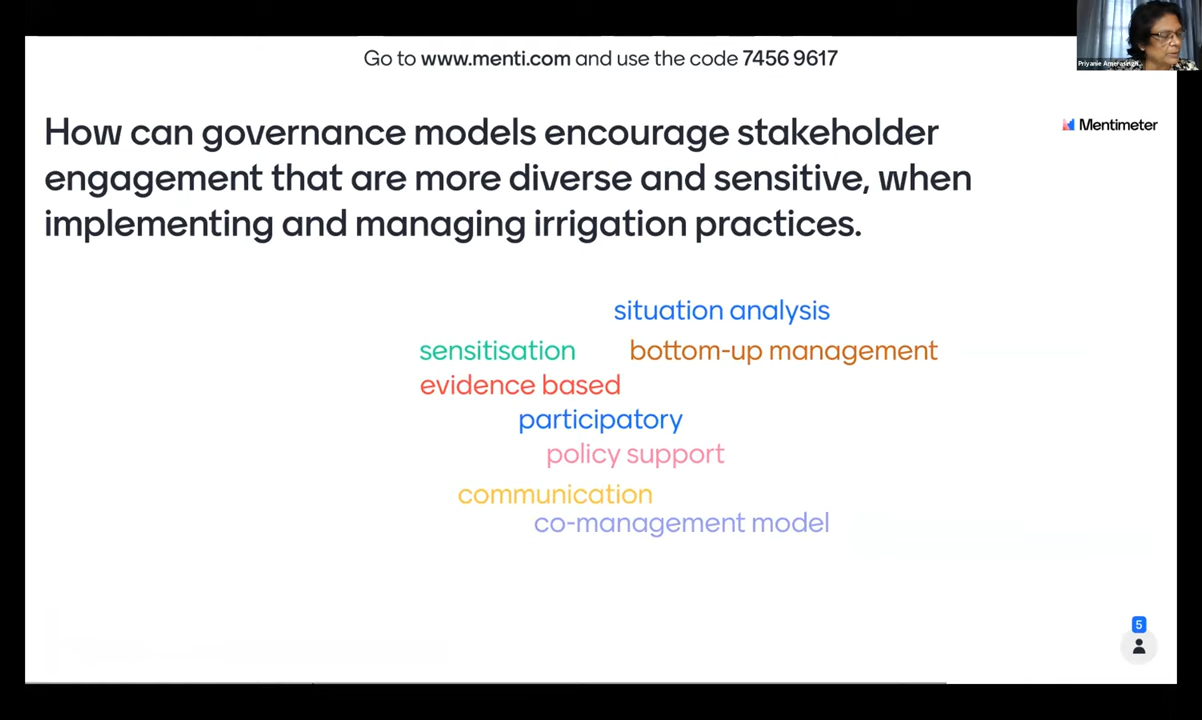 Go to www.menti.com and use the code 7456 9617
Priyanie Amerasingh...
Mentimeter
How can governance models encourage stakeholder
engagement that are more diverse and sensitive, when
implementing and managing irrigation practices.
situation analysis
sensitisation bottom-up management
evidence based
participatory
policy support
communication
co-management model
5